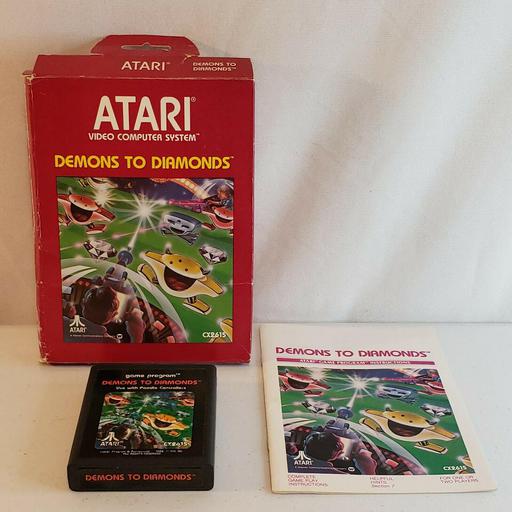 ATARI®
DEMONS TO
DIAMONDS™
ATARI®
VIDEO COMPUTER SYSTEM™
DEMONS TO DIAMONDS™
ATARI
CX2615
game program™
DEMONS TO DIAMONDS™
Use with Paddle Controllers
ATARI
CX2615
DEMONS TO DIAMONDS™
DEMONS TO DIAMONDS™
ATARI® GAME PROGRAM™ INSTRUCTIONS
ATARI
CX2615
COMPLETE
GAME PLAY
INSTRUCTIONS
HELPFUL
HINTS
Section 7
FOR ONE OR
TWO PLAYERS